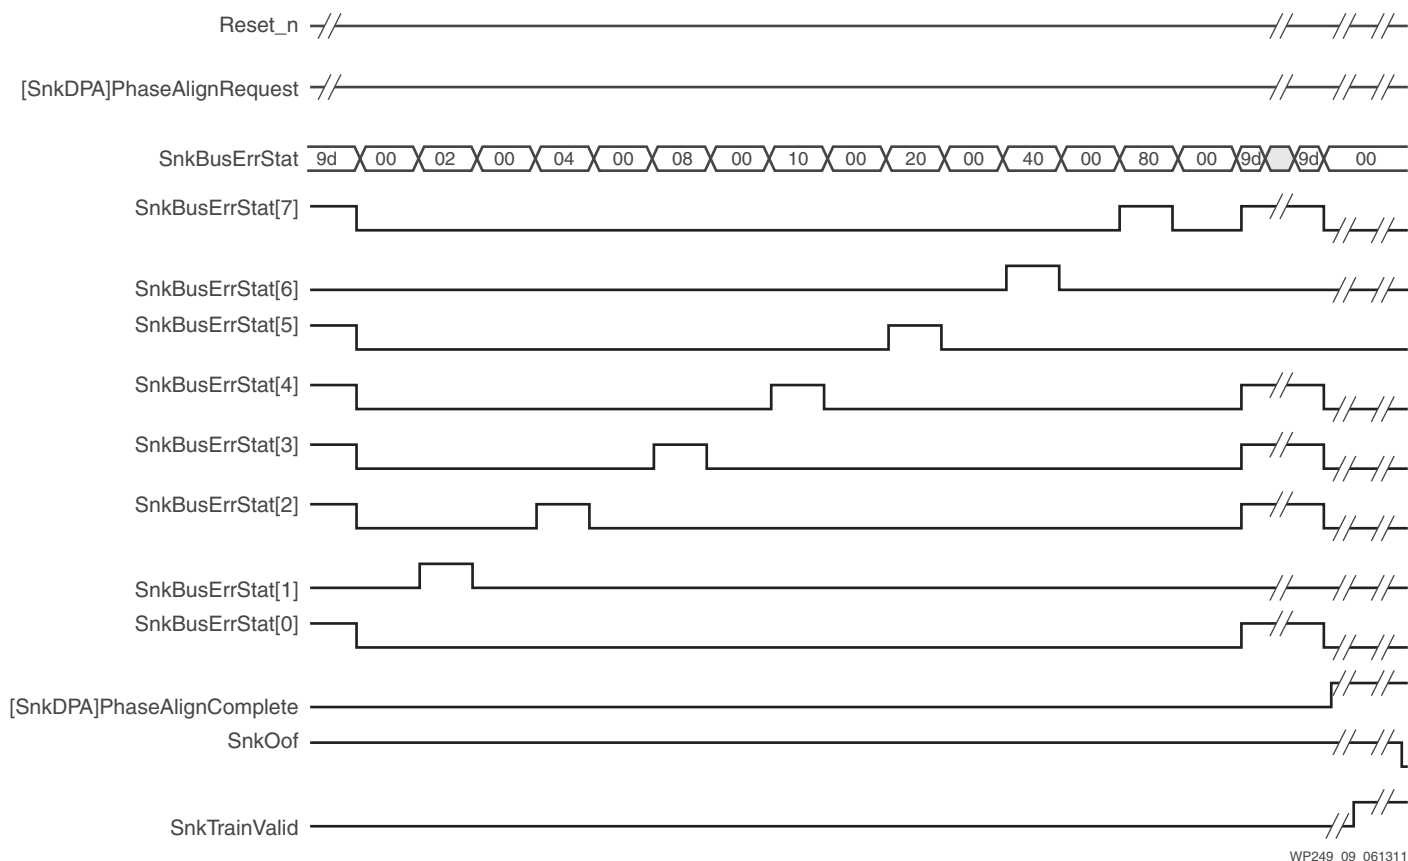 Reset_n
[SnkDPA]PhaseAlignRequest
SnkBusErrStat 9d 00 02 00 04 00 08 00 10 00 20 00 40 00 80 00 9d 9d 00
SnkBusErrStat[7]
SnkBusErrStat[6]
SnkBusErrStat[5]
SnkBusErrStat[4]
SnkBusErrStat[3]
SnkBusErrStat[2]
SnkBusErrStat[1]
SnkBusErrStat[0]
[SnkDPA]PhaseAlignComplete
SnkOof
SnkTrainValid
WP249_09_061311